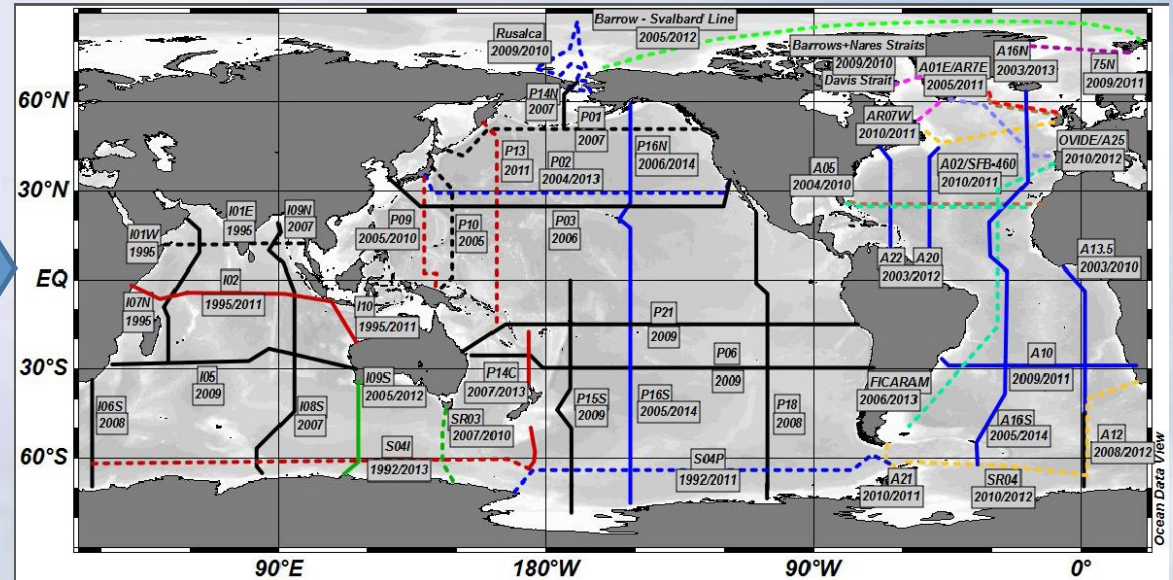 Barrow - Svalbard Line
2005/2012
Rusalca
2009/2010
Barrows+Nares Straits
2009/2010
Davis Strait
A01E/AR7E
2005/2011
A16N
2003/2013
75N
2009/2011
60°N
P14N
2007
P01
2007
AR07W
2010/2011
OVIDE/A25
2010/2012
P13
2011
P02
2004/2013
P16N
2006/2014
A05
2004/2010
A02/SFB-460
2010/2011
30°N
I01E
1995
I09N
2007
I01W
1995
P09
2005/2010
P10
2005
P03
2006
A22
A20
2003/2012
A13.5
2003/2010
EQ
I02
1995/2011
I07N
1995
I10
1995/2011
P21
2009
30°S
I05
2009
I09S
2005/2012
P14C
2007/2013
P06
2009
FICARAM
2006/2013
A10
2009/2011
I06S
2008
I08S
2007
SR03
2007/2010
P15S
2009
P16S
2005/2014
P18
2008
A16S
2005/2014
A12
2008/2012
60°S
S04I
1992/2013
S04P
1992/2011
A21
2010/2011
SR04
2010/2012
Ocean Data View
90°E
180°W
90°W
0°